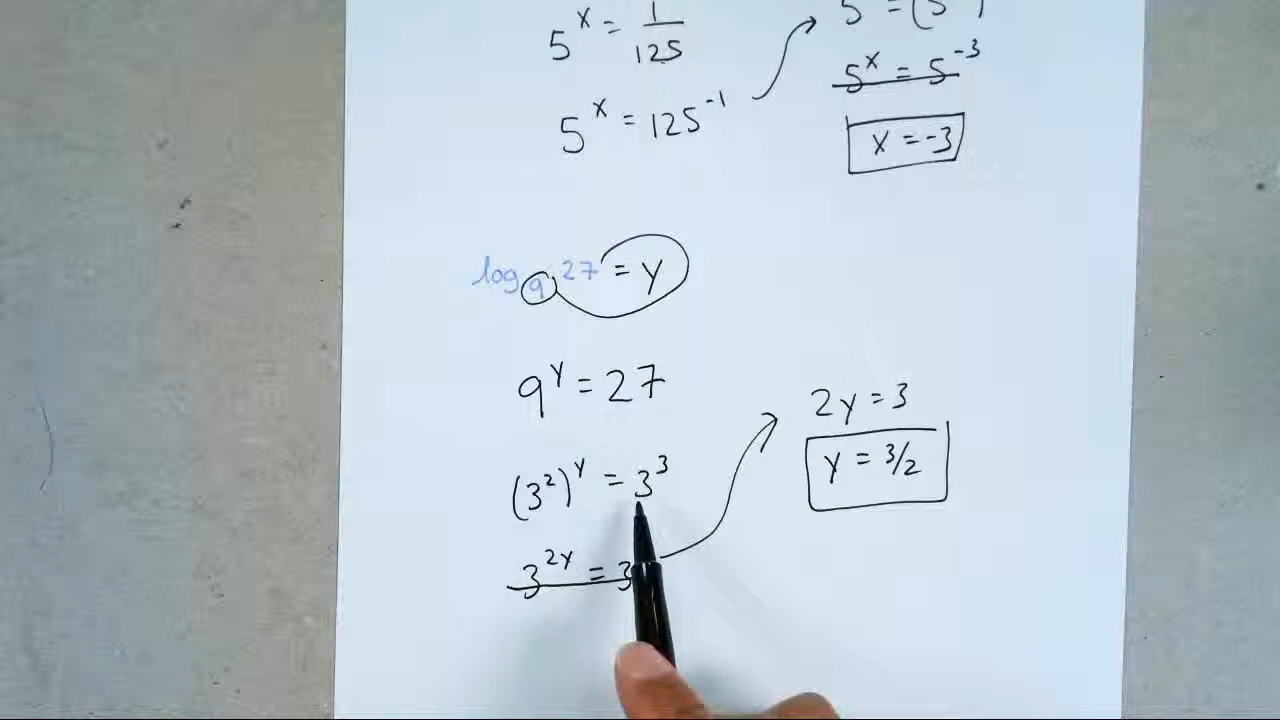 5^x = 1/125
5^x = 125^-1
5^x = 5^-3
x = -3
log_9 27 = y
9^y = 27
(3^2)^y = 3^3
3^2y = 3
2y = 3
y = 3/2